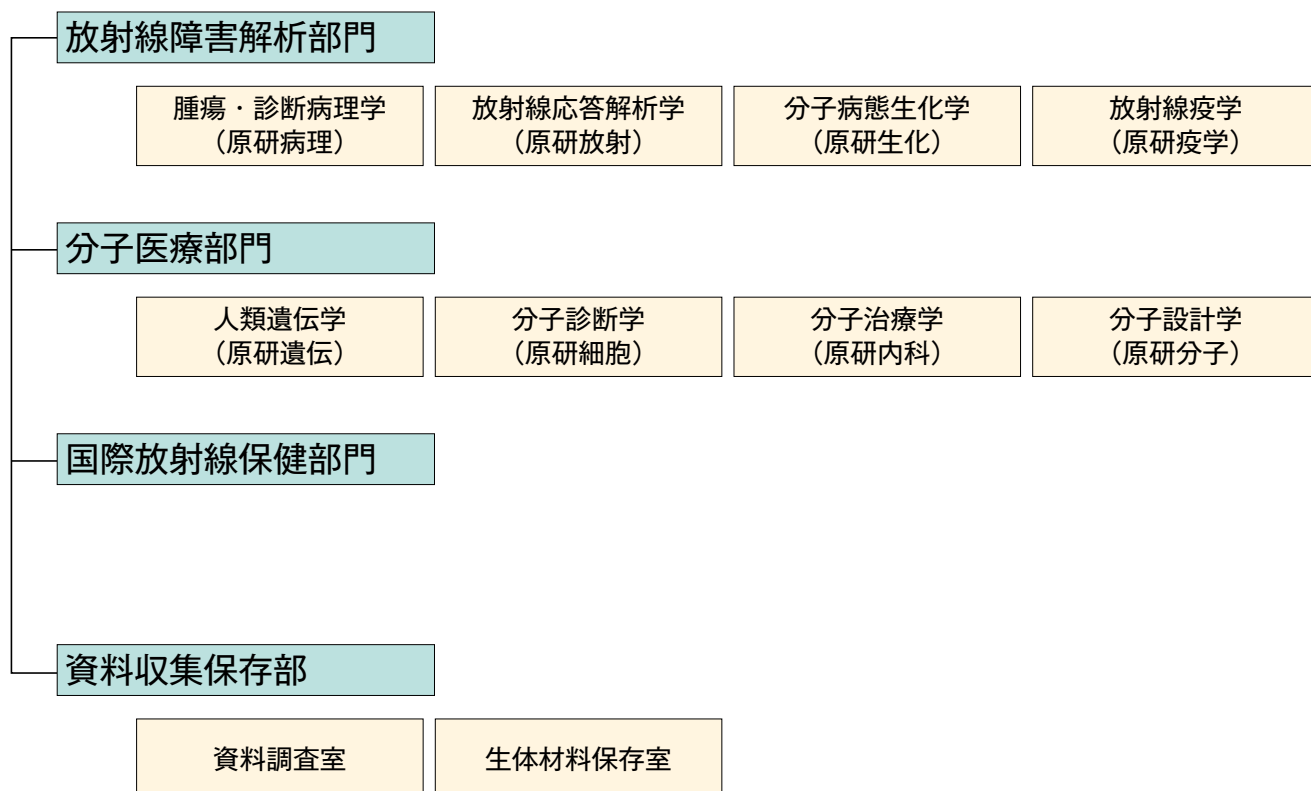 放射線障害解析部門
腫瘍・診断病理学
（原研病理）
放射線応答解析学
（原研放射）
分子病態生化学
（原研生化）
放射線疫学
（原研疫学）
分子医療部門
人類遺伝学
（原研遺伝）
分子診断学
（原研細胞）
分子治療学
（原研内科）
分子設計学
（原研分子）
国際放射線保健部門
資料収集保存部
資料調査室
生体材料保存室